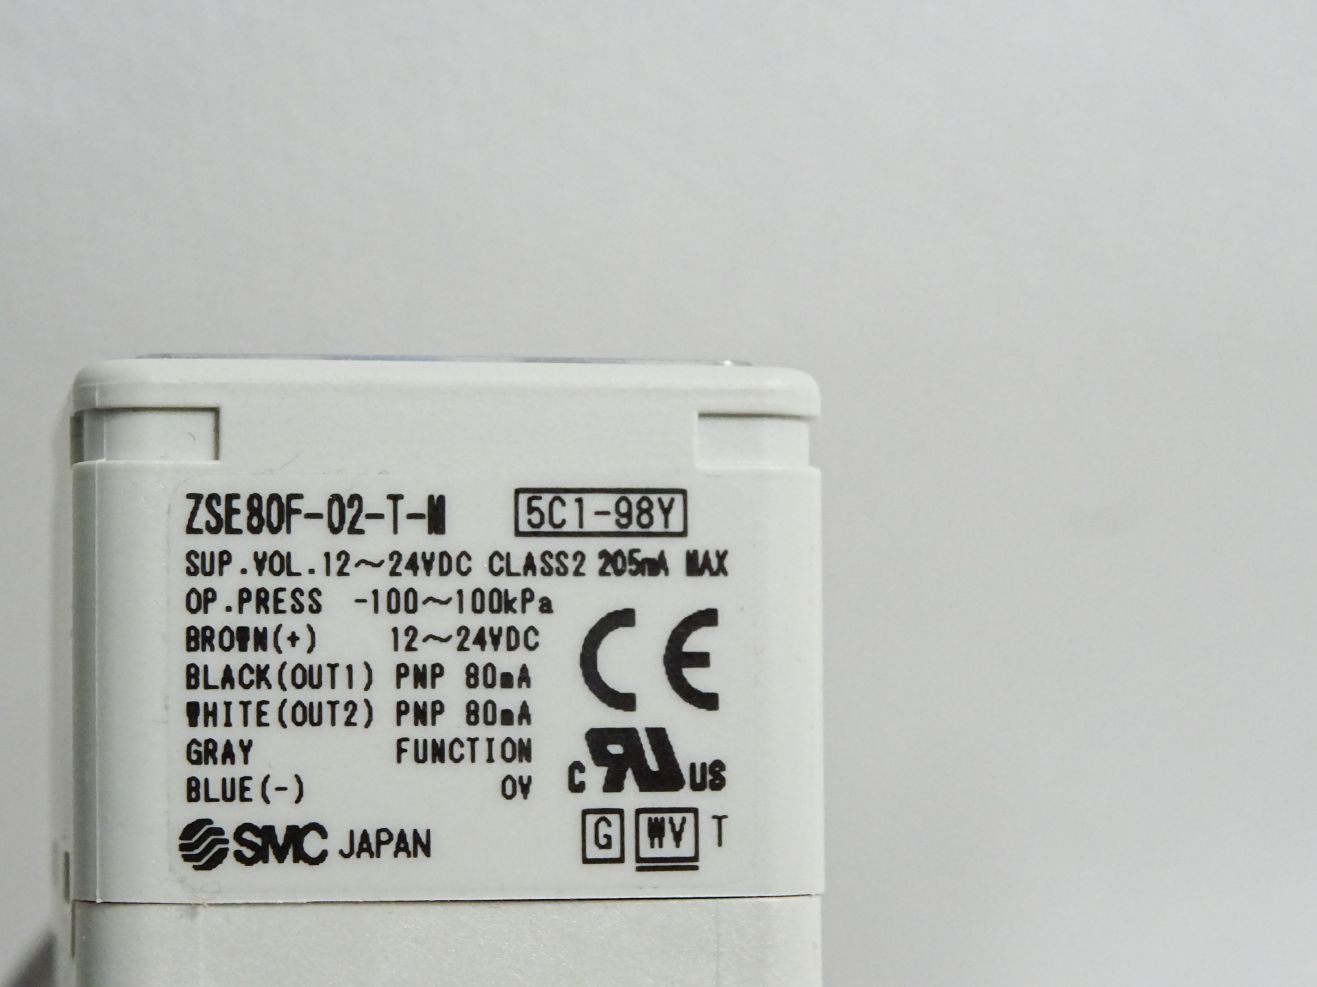 ZSE80F-02-T-M 5C1-98Y
SUP.VOL.12~24VDC CLASS2 205mA MAX
OP.PRESS -100~100kPa
BROWN(+) 12~24VDC
BLACK(OUT1) PNP 80mA
WHITE(OUT2) PNP 80mA
GRAY FUNCTION
BLUE(-) 0V
CE
C RU US
SMC JAPAN
G WV T